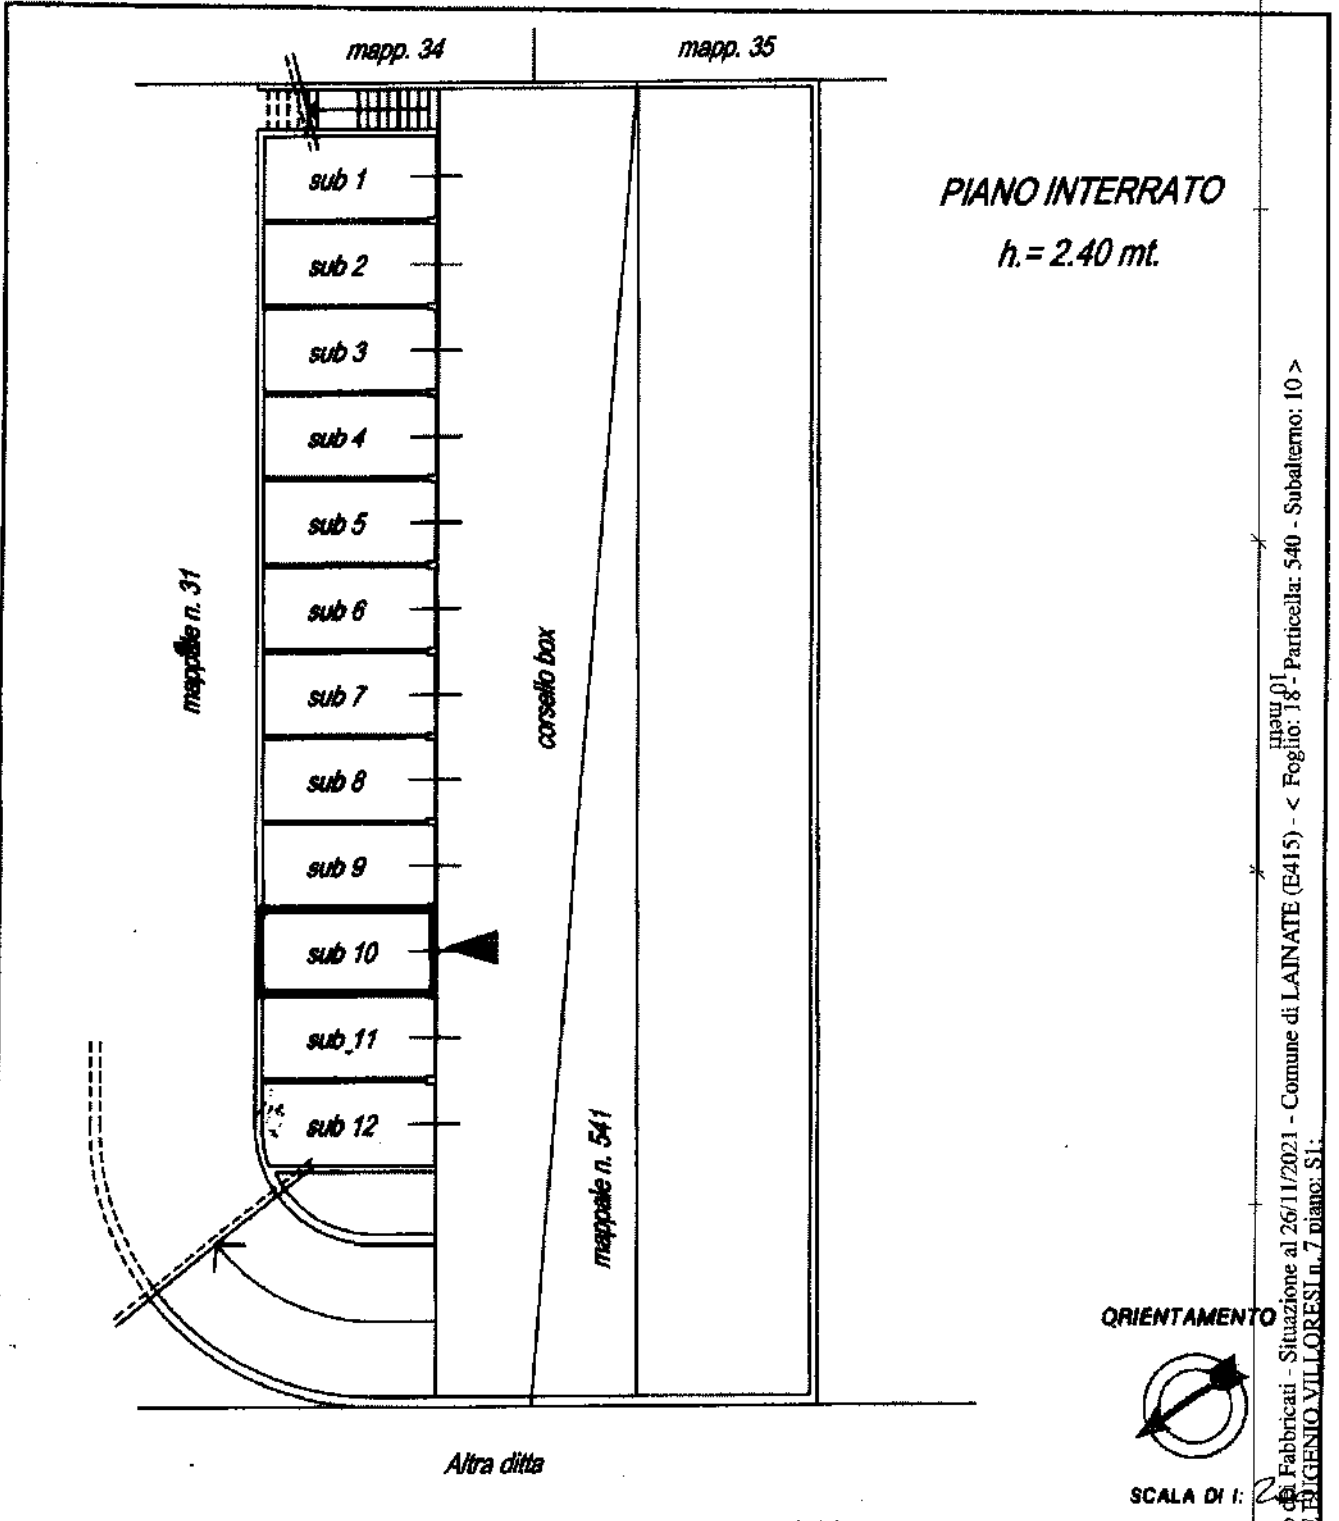 mapp. 34
mapp. 35
PIANO INTERRATO
h.= 2.40 mt.
sub 1
sub 2
sub 3
sub 4
sub 5
sub 6
sub 7
sub 8
sub 9
sub 10
sub 11
sub 12
mappale n. 31
corsello box
mappale n. 541
Altra ditta
ORIENTAMENTO
SCALA DI 1:
10 metri
Fabbricati - Situazione al 26/11/2021 - Comune di LAINATE (E415) - < Foglio: 18 - Particella: 540 - Subalterno: 10 >
EUGENIO VILLORESI n. 7 piano: S1;